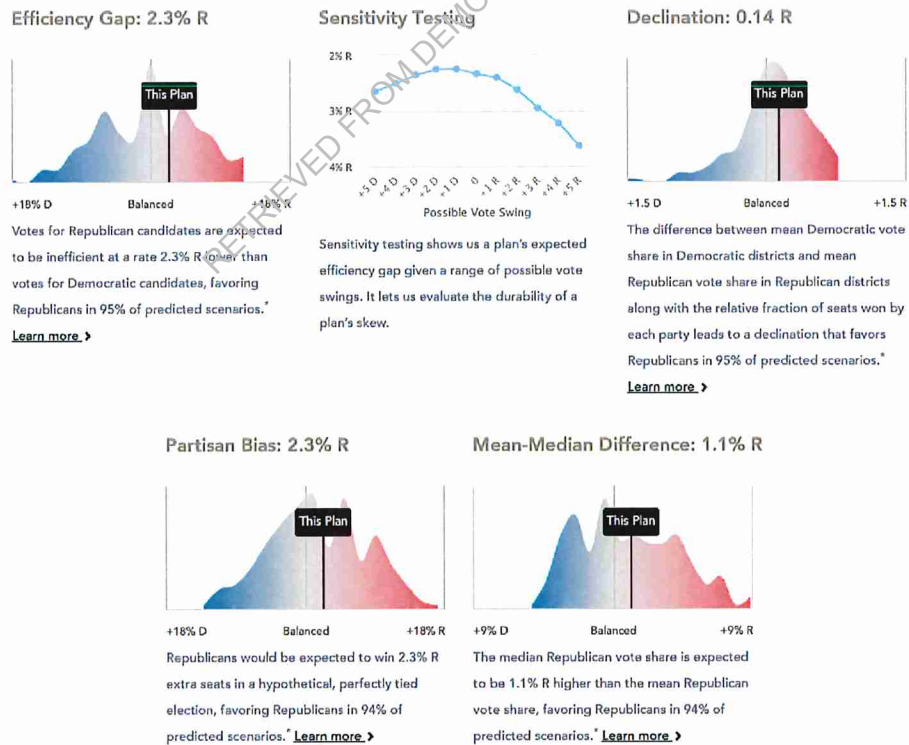 Efficiency Gap: 2.3% R
This Plan
+18% D Balanced +18% R
Votes for Republican candidates are expected
to be inefficient at a rate 2.3% R lower than
votes for Democratic candidates, favoring
Republicans in 95% of predicted scenarios.*
Learn more ❯
Sensitivity Testing
2% R
3% R
4% R
+5 D +4 D +3 D +2 D +1 D 0 +1 R +2 R +3 R +4 R +5 R
Possible Vote Swing
Sensitivity testing shows us a plan's expected
efficiency gap given a range of possible vote
swings. It lets us evaluate the durability of a
plan's skew.
Declination: 0.14 R
This Plan
+1.5 D Balanced +1.5 R
The difference between mean Democratic vote
share in Democratic districts and mean
Republican vote share in Republican districts
along with the relative fraction of seats won by
each party leads to a declination that favors
Republicans in 95% of predicted scenarios.*
Learn more ❯
Partisan Bias: 2.3% R
This Plan
+18% D Balanced +18% R
Republicans would be expected to win 2.3% R
extra seats in a hypothetical, perfectly tied
election, favoring Republicans in 94% of
predicted scenarios.* Learn more ❯
Mean-Median Difference: 1.1% R
This Plan
+9% D Balanced +9% R
The median Republican vote share is expected
to be 1.1% R higher than the mean Republican
vote share, favoring Republicans in 94% of
predicted scenarios.* Learn more ❯
RETRIEVED FROM DEMO